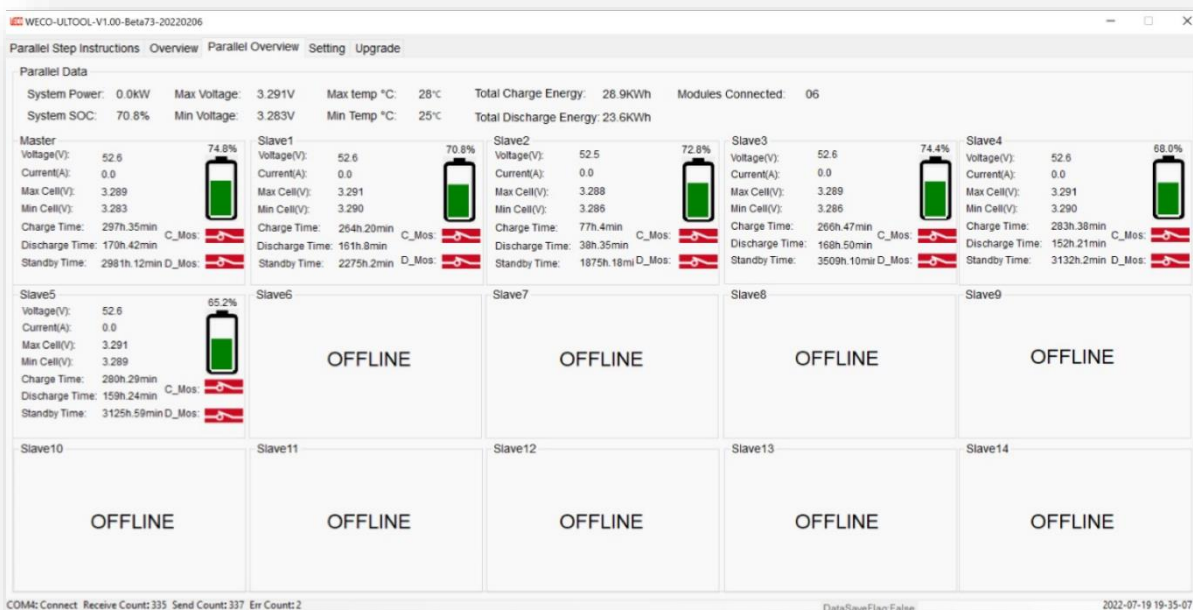 WECO-ULTOOL-V1.00-Beta73-20220206
Parallel Step Instructions Overview Parallel Overview Setting Upgrade
Parallel Data
System Power: 0.0kW Max Voltage: 3.291V Max temp °C: 28℃ Total Charge Energy: 28.9KWh Modules Connected: 06
System SOC: 70.8% Min Voltage: 3.283V Min Temp °C: 25℃ Total Discharge Energy: 23.6KWh
Master
74.8%
Voltage(V): 52.6
Current(A): 0.0
Max Cell(V): 3.289
Min Cell(V): 3.283
Charge Time: 297h.35min
C_Mos:
Discharge Time: 170h.42min
Standby Time: 2981h.12min D_Mos:
Slave1
70.8%
Voltage(V): 52.6
Current(A): 0.0
Max Cell(V): 3.291
Min Cell(V): 3.290
Charge Time: 264h.20min
C_Mos:
Discharge Time: 161h.8min
Standby Time: 2275h.2min D_Mos:
Slave2
72.8%
Voltage(V): 52.5
Current(A): 0.0
Max Cell(V): 3.288
Min Cell(V): 3.286
Charge Time: 77h.4min
C_Mos:
Discharge Time: 38h.35min
Standby Time: 1875h.18mi D_Mos:
Slave3
74.4%
Voltage(V): 52.6
Current(A): 0.0
Max Cell(V): 3.289
Min Cell(V): 3.286
Charge Time: 266h.47min
C_Mos:
Discharge Time: 168h.50min
Standby Time: 3509h.10min D_Mos:
Slave4
68.0%
Voltage(V): 52.6
Current(A): 0.0
Max Cell(V): 3.291
Min Cell(V): 3.290
Charge Time: 283h.38min
C_Mos:
Discharge Time: 152h.21min
Standby Time: 3132h.2min D_Mos:
Slave5
65.2%
Voltage(V): 52.6
Current(A): 0.0
Max Cell(V): 3.291
Min Cell(V): 3.289
Charge Time: 280h.29min
C_Mos:
Discharge Time: 159h.24min
Standby Time: 3125h.59min D_Mos:
Slave6
OFFLINE
Slave7
OFFLINE
Slave8
OFFLINE
Slave9
OFFLINE
Slave10
OFFLINE
Slave11
OFFLINE
Slave12
OFFLINE
Slave13
OFFLINE
Slave14
OFFLINE
COM4: Connect Receive Count: 335 Send Count: 337 Err Count: 2 DataSaveFlag:False 2022-07-19 19-35-07